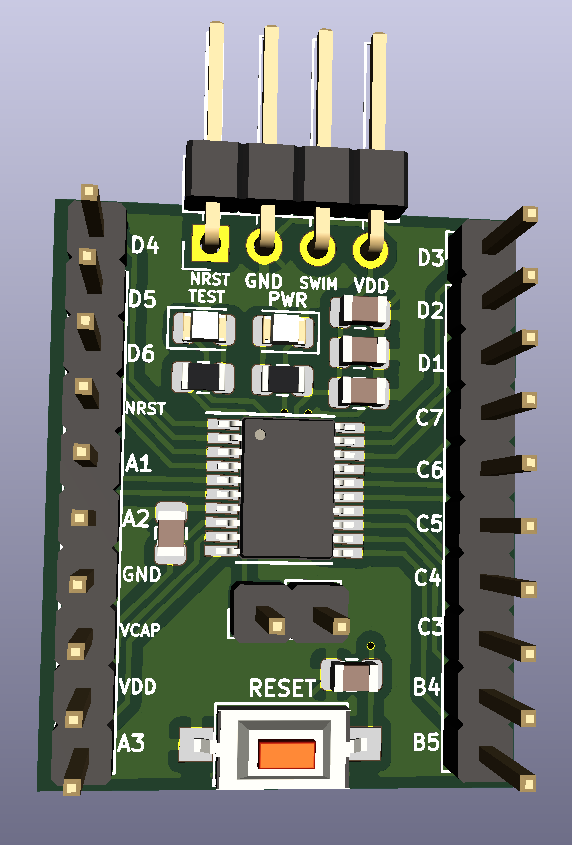 NRST GND SWIM VDD
TEST PWR
D4
D5
D6
NRST
A1
A2
GND
VCAP
VDD
A3
D3
D2
D1
C7
C6
C5
C4
C3
B4
B5
RESET